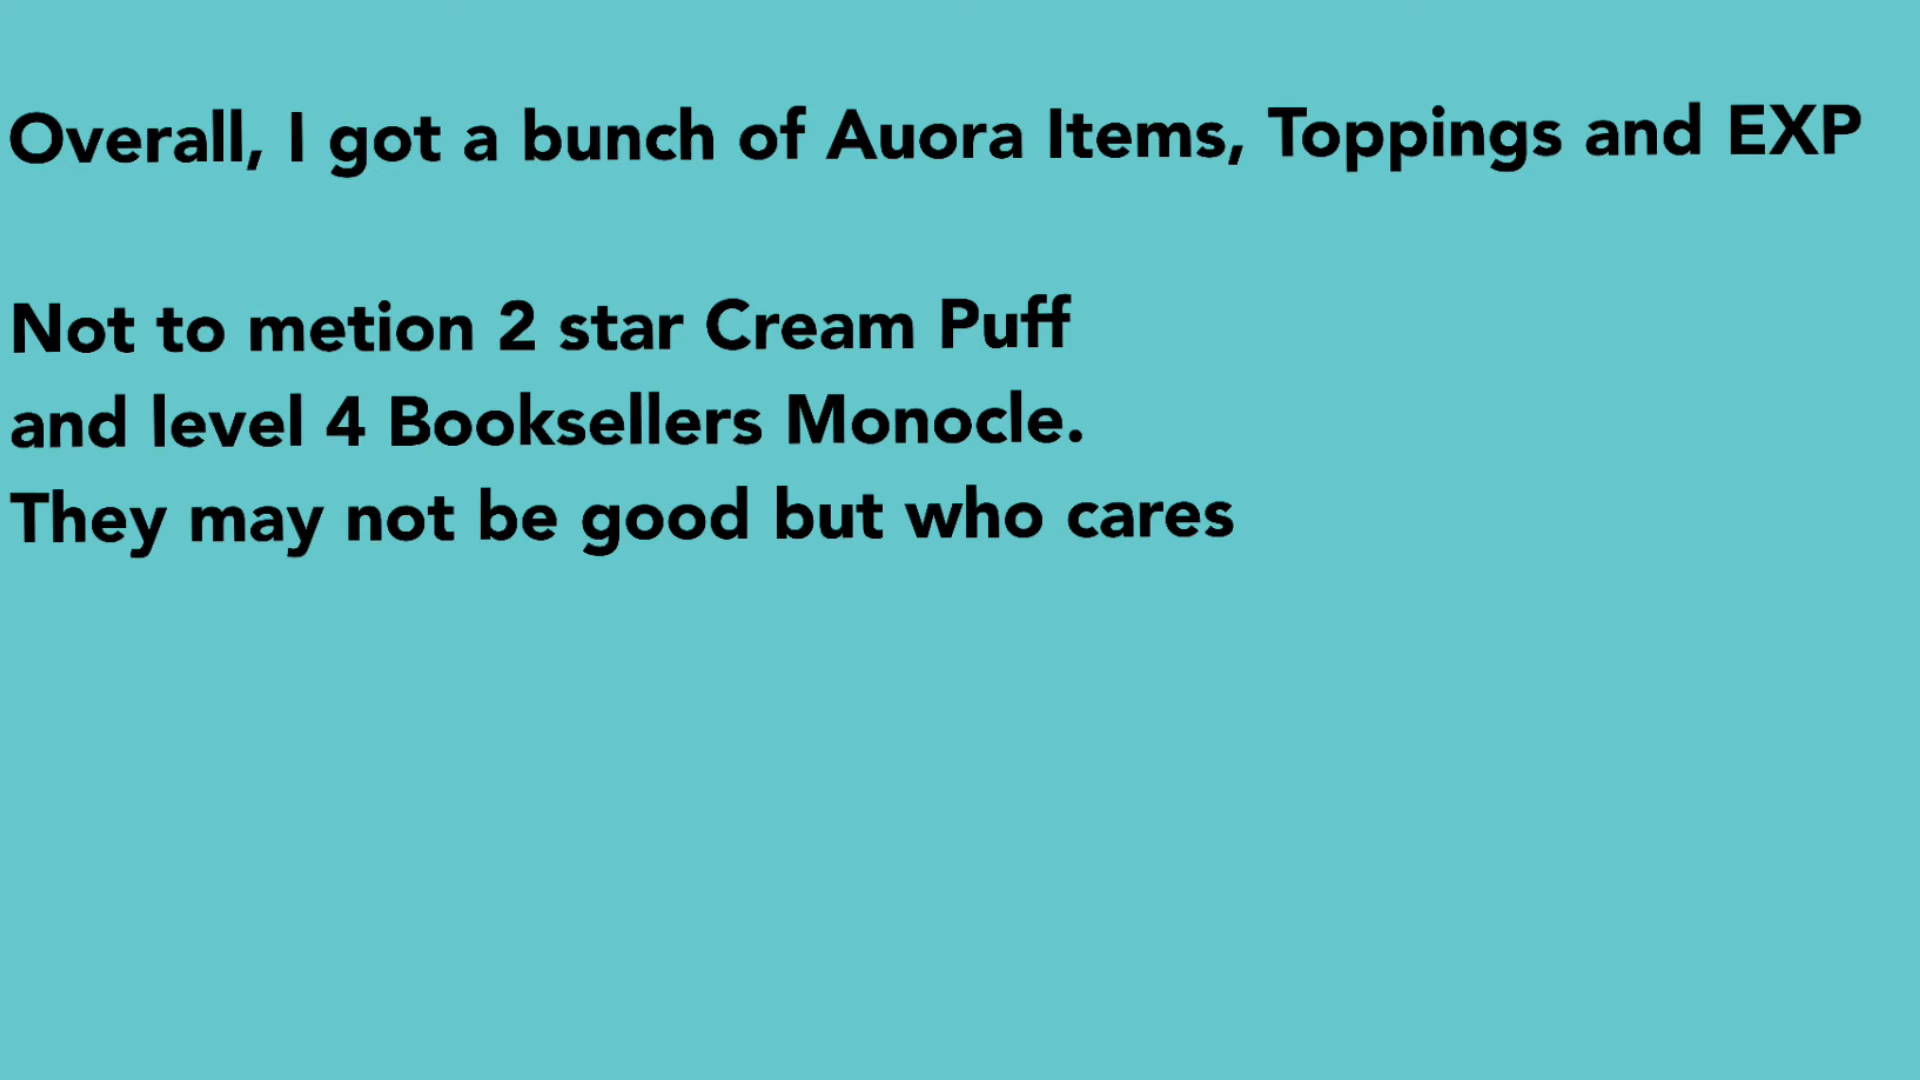 Overall, I got a bunch of Auora Items, Toppings and EXP
Not to metion 2 star Cream Puff
and level 4 Booksellers Monocle.
They may not be good but who cares